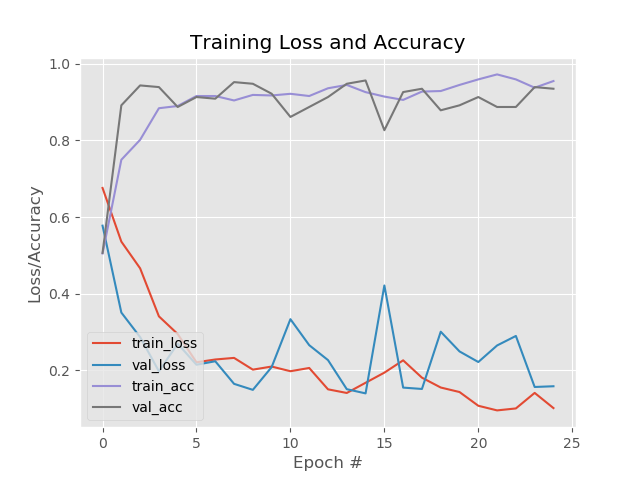 Training Loss and Accuracy
1.0
0.8
0.6
0.4
0.2
Loss/Accuracy
train_loss
val_loss
train_acc
val_acc
0 5 10 15 20 25
Epoch #